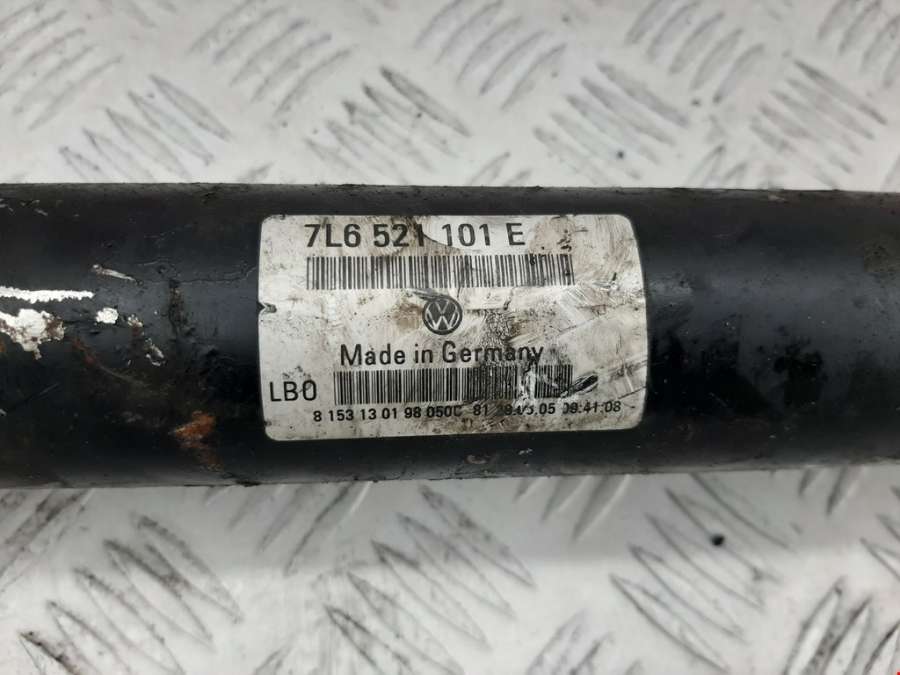 7L6 521 101 E
VW
Made in Germany
LBO
8 153 13 01 98 050C 81 05 09:41:08